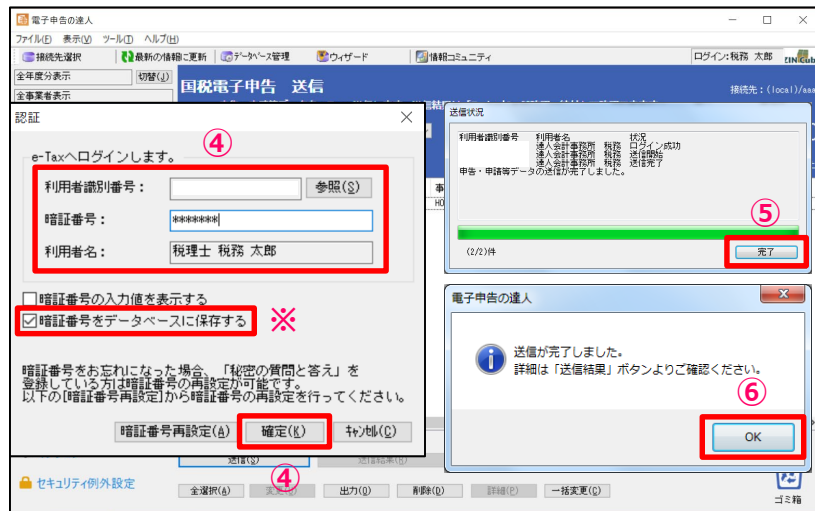 電子申告の達人
ファイル(F) 表示(V) ツール(T) ヘルプ(H)
接続先選択 最新の情報に更新 データベース管理 ウィザード 情報コミュニティ ログイン:税務 太郎
全年度分表示 切替(J)
全事業者表示
国税電子申告 送信
接続先:(local)/aas
認証
④
e-Taxへログインします。
利用者識別番号: 参照(S)
暗証番号: *******
利用者名: 税理士 税務 太郎
暗証番号の入力値を表示する
暗証番号をデータベースに保存する ※
暗証番号をお忘れになった場合、「秘密の質問と答え」を
登録している方は暗証番号の再設定が可能です。
以下の[暗証番号再設定]から暗証番号の再設定を行ってください。
暗証番号再設定(A) 確定(K) キャンセル(C)
④
送信状況
利用者識別番号 利用者名 状況
達人会計事務所 税務 ログイン成功
達人会計事務所 税務 送信開始
達人会計事務所 税務 送信完了
申告・申請等データの送信が完了しました。
⑤
(2/2)件 完了
電子申告の達人
送信が完了しました。
詳細は「送信結果」ボタンよりご確認ください。
⑥
OK
送信(S) 送信結果(R)
セキュリティ例外設定
全選択(A) 出力(O) 削除(D) 詳細(P) 一括変更(C)
ゴミ箱